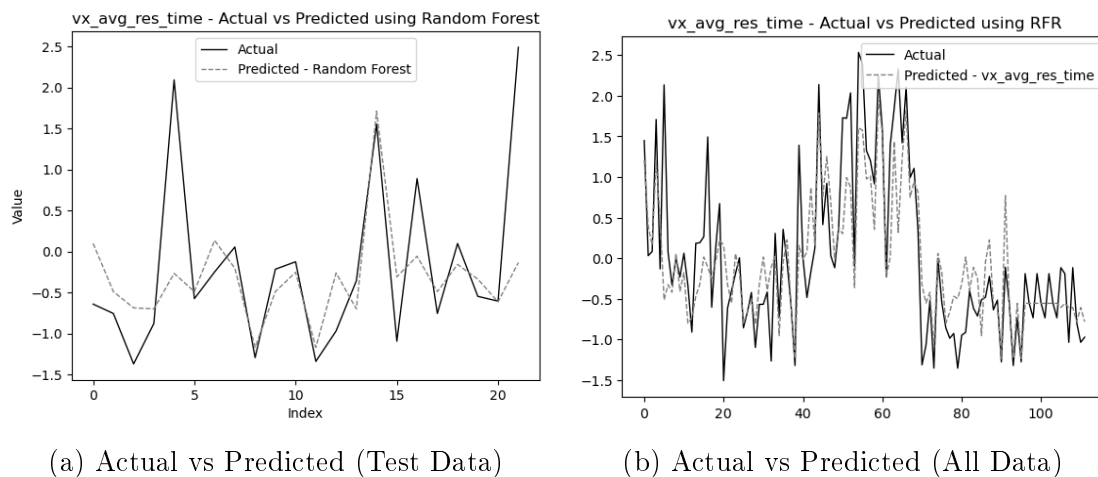 vx_avg_res_time - Actual vs Predicted using Random Forest
Actual
Predicted - Random Forest
2.5
2.0
1.5
1.0
0.5
0.0
−0.5
−1.0
−1.5
Value
0
5
10
15
20
Index
(a) Actual vs Predicted (Test Data)
vx_avg_res_time - Actual vs Predicted using RFR
Actual
Predicted - vx_avg_res_time
2.5
2.0
1.5
1.0
0.5
0.0
−0.5
−1.0
−1.5
0
20
40
60
80
100
(b) Actual vs Predicted (All Data)